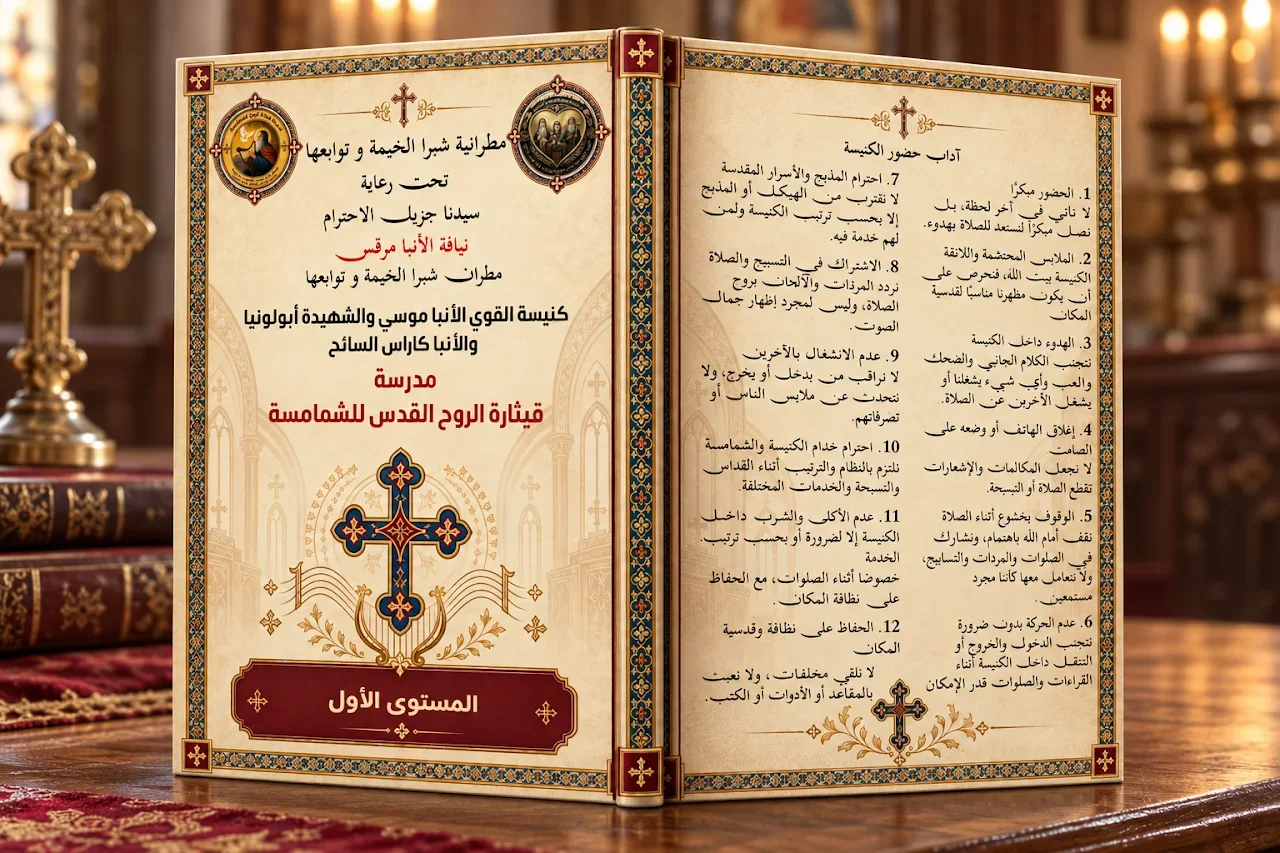 مطرانية شبرا الخيمة و توابعها
تحت رعاية
سيدنا جزيل الاحترام
نيافة الأنبا مرقس
مطران شبرا الخيمة و توابعها
كنيسة القوي الأنبا موسي والشهيدة أبولونيا
والأنبا كاراس السائح
مدرسة
قيثارة الروح القدس للشمامسة
المستوى الأول
آداب حضور الكنيسة
1. الحضور مبكرًا
لا ناتي في آخر لحظة، بل
نصل مبكرًا لنستعد للصلاة بهدوء.
2. الملابس المحتشمة واللائقة
الكنيسة بيت الله، فنحرص على
أن يكون مظهرنا مناسبًا لقدسية
المكان
3. الهدوء داخل الكنيسة
نتجنب الكلام الجانبي والضحك
والعب وأي شيء يشغلنا أو
يشغل الآخرين عن الصلاة.
4. إغلاق الهاتف أو وضعه على
الصامت
لا نجعل المكالمات والإشعارات
تقطع الصلاة أو التسبحة.
5. الوقوف بخشوع أثناء الصلاة
نقف أمام الله باهتمام، ونشارك
في الصلوات والمردات والتسابيح،
ولا نتعامل معها كأننا مجرد
مستمعين.
6. عدم الحركة بدون ضرورة
نتجنب الدخول والخروج أو
التنقل داخل الكنيسة أثناء
القراءات والصلوات قدر الإمكان
7. احترام المذبح والأسرار المقدسة
لا نقترب من الهيكل أو المذبح
إلا بحسب ترتيب الكنيسة ولمن
لهم خدمة فيه.
8. الاشتراك في التسبيح والصلاة
نردد المردات والألحان بروح
الصلاة، وليس لمجرد إظهار جمال
الصوت.
9. عدم الانشغال بالآخرين
لا نراقب من يدخل أو يخرج، ولا
نتحدث عن ملابس الناس أو
تصرفاتهم.
10. احترام خدام الكنيسة والشمامسة
نلتزم بالنظام والترتيب أثناء القداس
والتسبحة والخدمات المختلفة.
11. عدم الأكل والشرب داخل
الكنيسة إلا لضرورة أو بحسب ترتيب.
الخدمة
خصوصا أثناء الصلوات، مع الحفاظ
على نظافة المكان.
12. الحفاظ على نظافة وقدسية
المكان
لا نلقي مخلفات، ولا نعبث
بالمقاعد أو الأدوات أو الكتب.